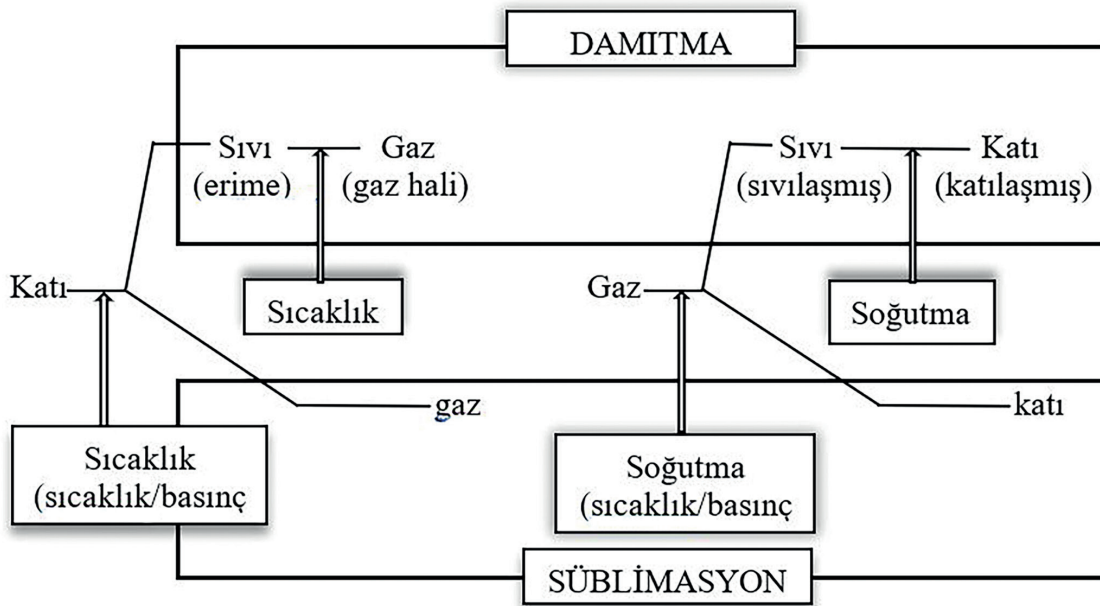 DAMITMA
Sıvı
(erime)
Gaz
(gaz hali)
Sıvı
(sıvılaşmış)
Katı
(katılaşmış)
Katı
Sıcaklık
Gaz
Soğutma
gaz
katı
Sıcaklık
(sıcaklık/basınç
Soğutma
(sıcaklık/basınç
SÜBLİMASYON